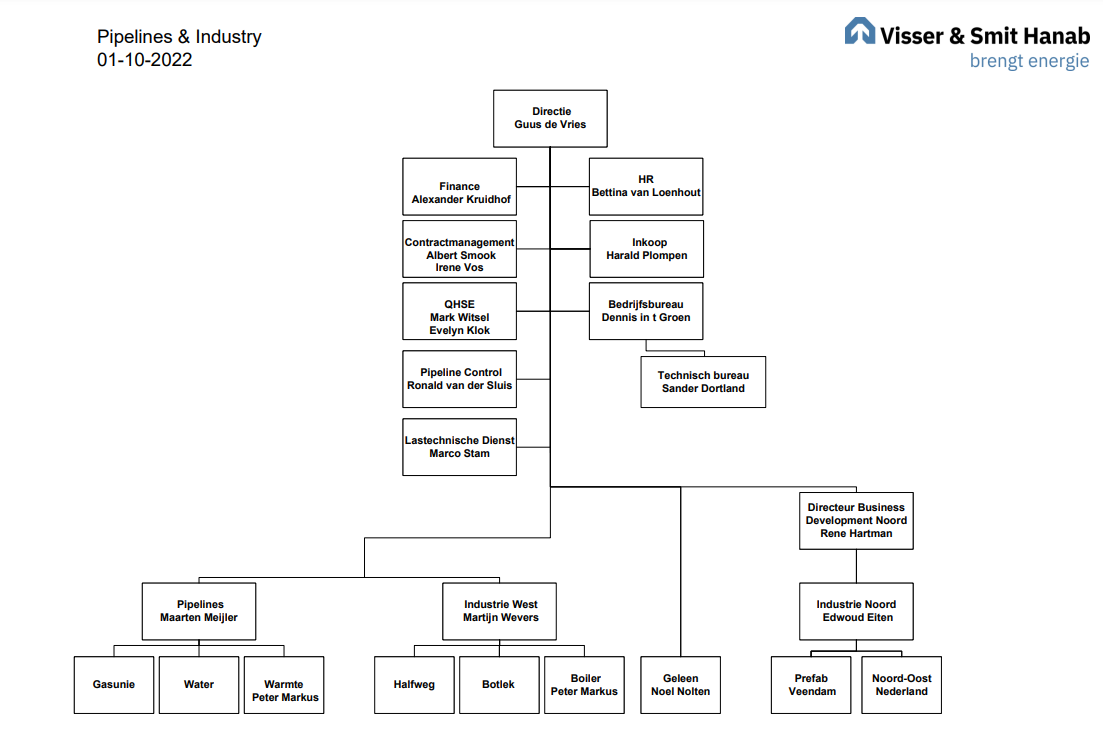 Pipelines & Industry
01-10-2022
Visser & Smit Hanab
brengt energie
Directie
Guus de Vries
Finance
Alexander Kruidhof
HR
Bettina van Loenhout
Contractmanagement
Albert Smook
Irene Vos
Inkoop
Harald Plompen
QHSE
Mark Witsel
Evelyn Klok
Bedrijfsbureau
Dennis in t Groen
Pipeline Control
Ronald van der Sluis
Technisch bureau
Sander Dortland
Lastechnische Dienst
Marco Stam
Directeur Business
Development Noord
Rene Hartman
Pipelines
Maarten Meijler
Industrie West
Martijn Wevers
Industrie Noord
Edwoud Eiten
Gasunie
Water
Warmte
Peter Markus
Halfweg
Botlek
Boiler
Peter Markus
Geleen
Noel Nolten
Prefab
Veendam
Noord-Oost
Nederland